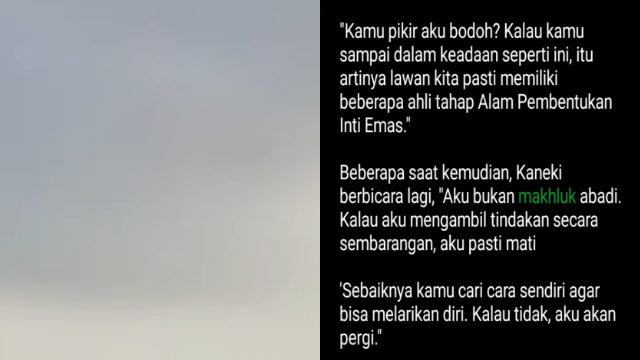 "Kamu pikir aku bodoh? Kalau kamu
sampai dalam keadaan seperti ini, itu
artinya lawan kita pasti memiliki
beberapa ahli tahap Alam Pembentukan
Inti Emas."
Beberapa saat kemudian, Kaneki
berbicara lagi, "Aku bukan makhluk abadi.
Kalau aku mengambil tindakan secara
sembarangan, aku pasti mati
'Sebaiknya kamu cari cara sendiri agar
bisa melarikan diri. Kalau tidak, aku akan
pergi."